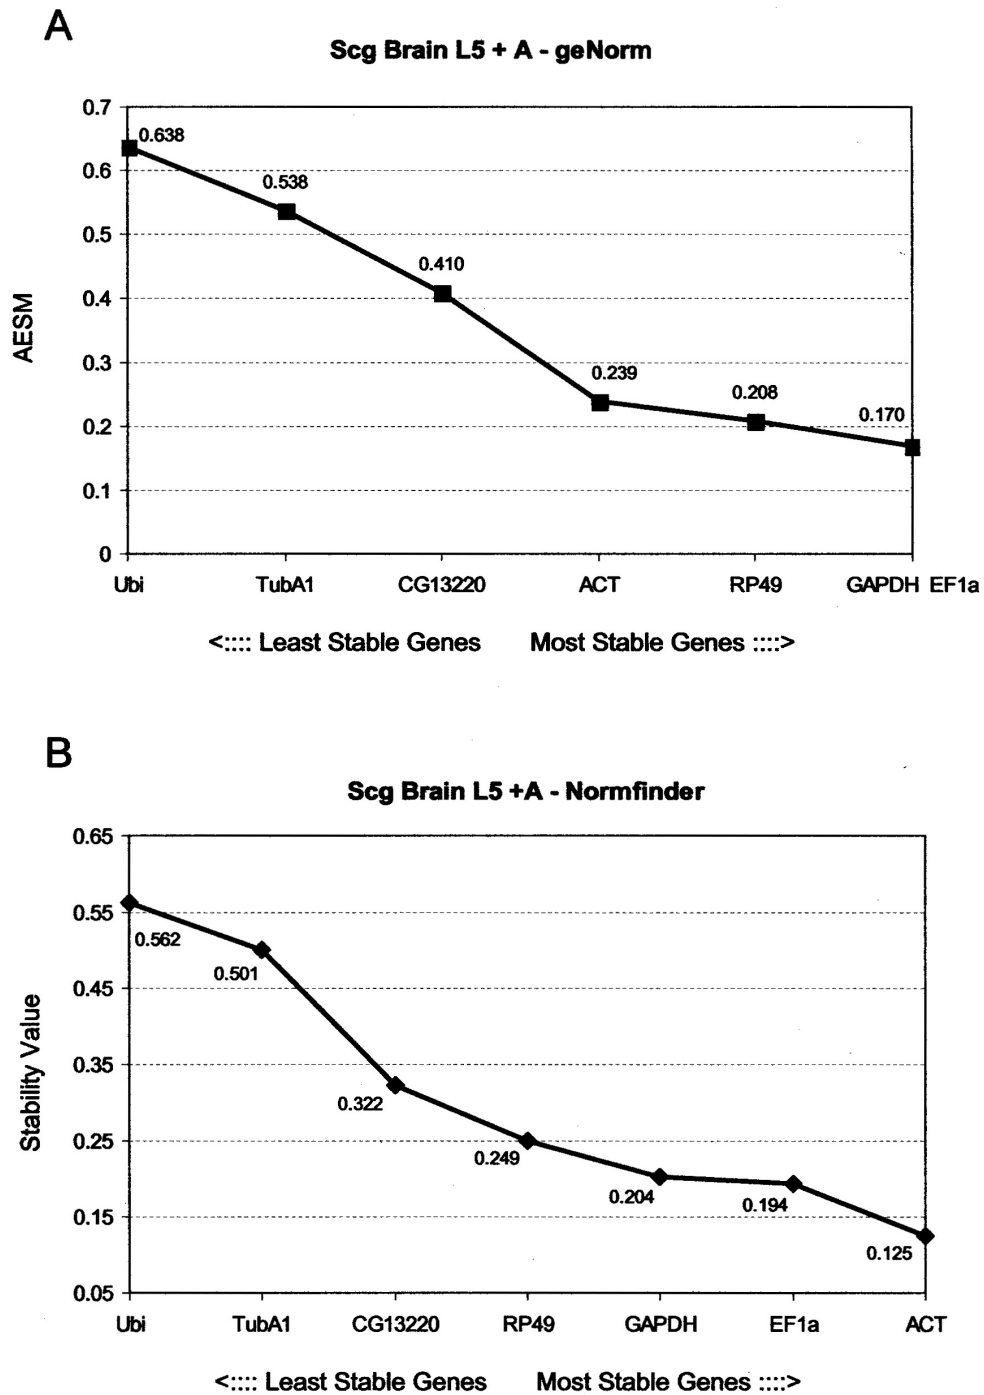 A
Scg Brain L5 + A - geNorm
0.7
0.6
0.5
0.4
0.3
0.2
0.1
0
AESM
0.638
0.538
0.410
0.239
0.208
0.170
Ubi TubA1 CG13220 ACT RP49 GAPDH EF1a
<:::: Least Stable Genes Most Stable Genes ::::>
B
Scg Brain L5 +A - Normfinder
0.65
0.55
0.45
0.35
0.25
0.15
0.05
Stability Value
0.562
0.501
0.322
0.249
0.204
0.194
0.125
Ubi TubA1 CG13220 RP49 GAPDH EF1a ACT
<:::: Least Stable Genes Most Stable Genes ::::>